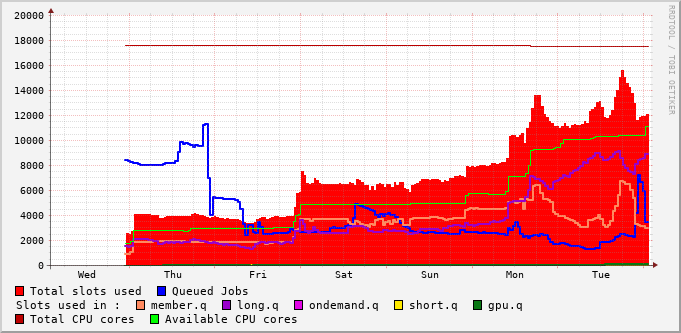 RRDTOOL / TOBI OETIKER
20000
18000
16000
14000
12000
10000
8000
6000
4000
2000
0
Wed Thu Fri Sat Sun Mon Tue
Total slots used Queued Jobs
Slots used in : member.q long.q ondemand.q short.q gpu.q
Total CPU cores Available CPU cores